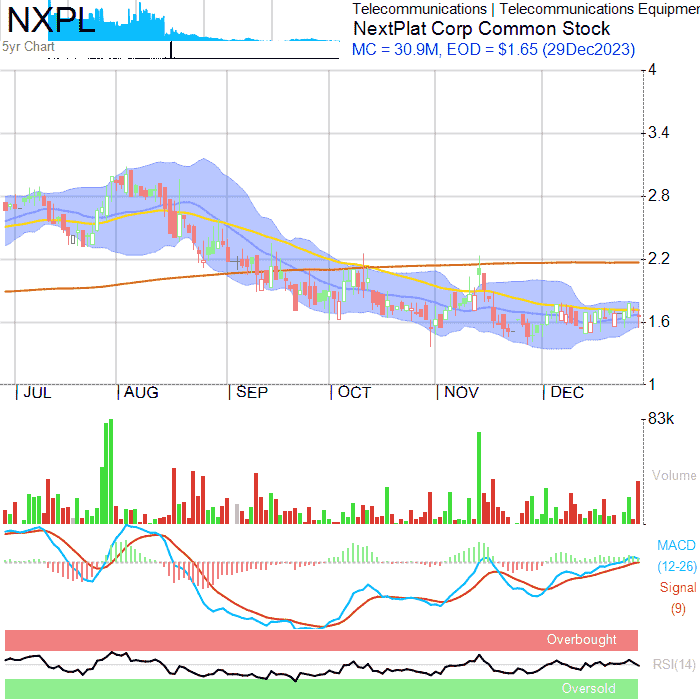 NXPL
5yr Chart
Telecommunications | Telecommunications Equipmen
NextPlat Corp Common Stock
MC = 30.9M, EOD = $1.65 (29Dec2023)
4
3.4
2.8
2.2
1.6
1
JUL AUG SEP OCT NOV DEC
83k
Volume
MACD
(12-26)
Signal
(9)
Overbought
RSI(14)
Oversold